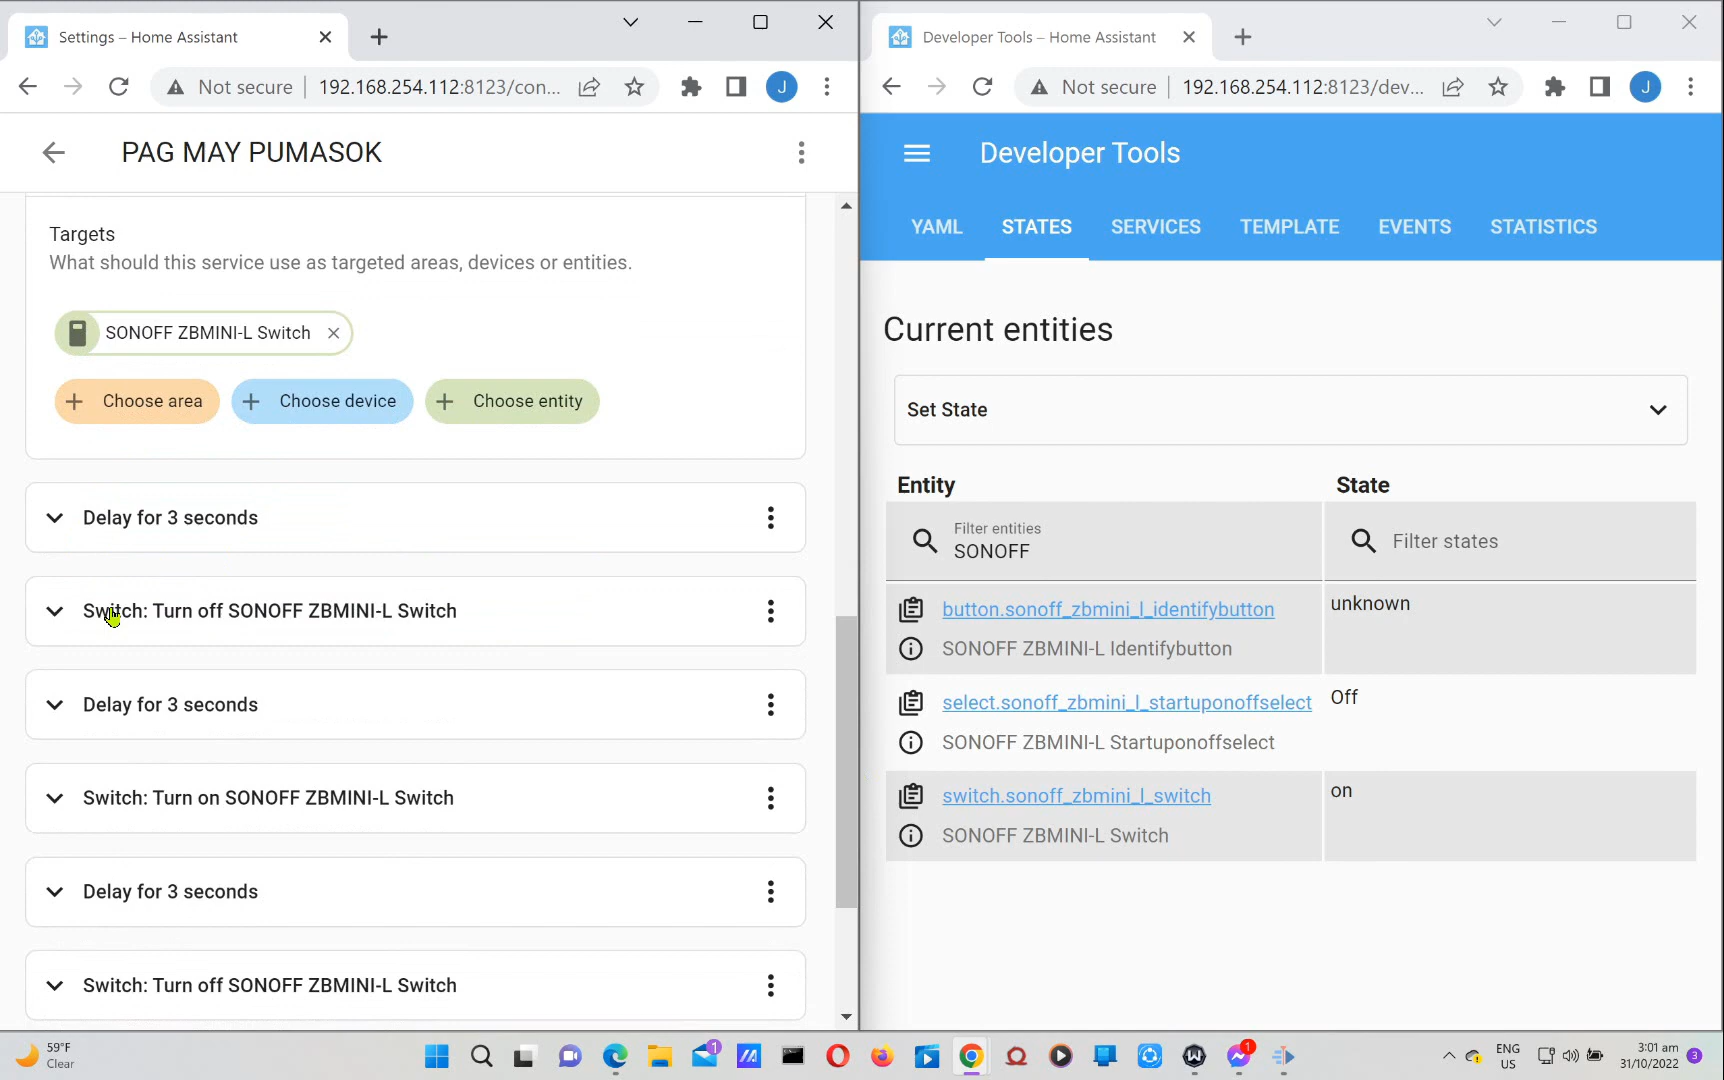 Settings – Home Assistant
Not secure
192.168.254.112:8123/con...
J
PAG MAY PUMASOK
Targets
What should this service use as targeted areas, devices or entities.
SONOFF ZBMINI-L Switch
Choose area
Choose device
Choose entity
Delay for 3 seconds
Switch: Turn off SONOFF ZBMINI-L Switch
Delay for 3 seconds
Switch: Turn on SONOFF ZBMINI-L Switch
Delay for 3 seconds
Switch: Turn off SONOFF ZBMINI-L Switch
Developer Tools – Home Assistant
Not secure
192.168.254.112:8123/dev...
J
Developer Tools
YAML STATES SERVICES TEMPLATE EVENTS STATISTICS
Current entities
Set State
Entity State
Filter entities
SONOFF
Filter states
button.sonoff_zbmini_l_identifybutton unknown
SONOFF ZBMINI-L Identifybutton
select.sonoff_zbmini_l_startuponoffselect Off
SONOFF ZBMINI-L Startuponoffselect
switch.sonoff_zbmini_l_switch on
SONOFF ZBMINI-L Switch
59°F
Clear
1
1
ENG
US
3:01 am
31/10/2022
3